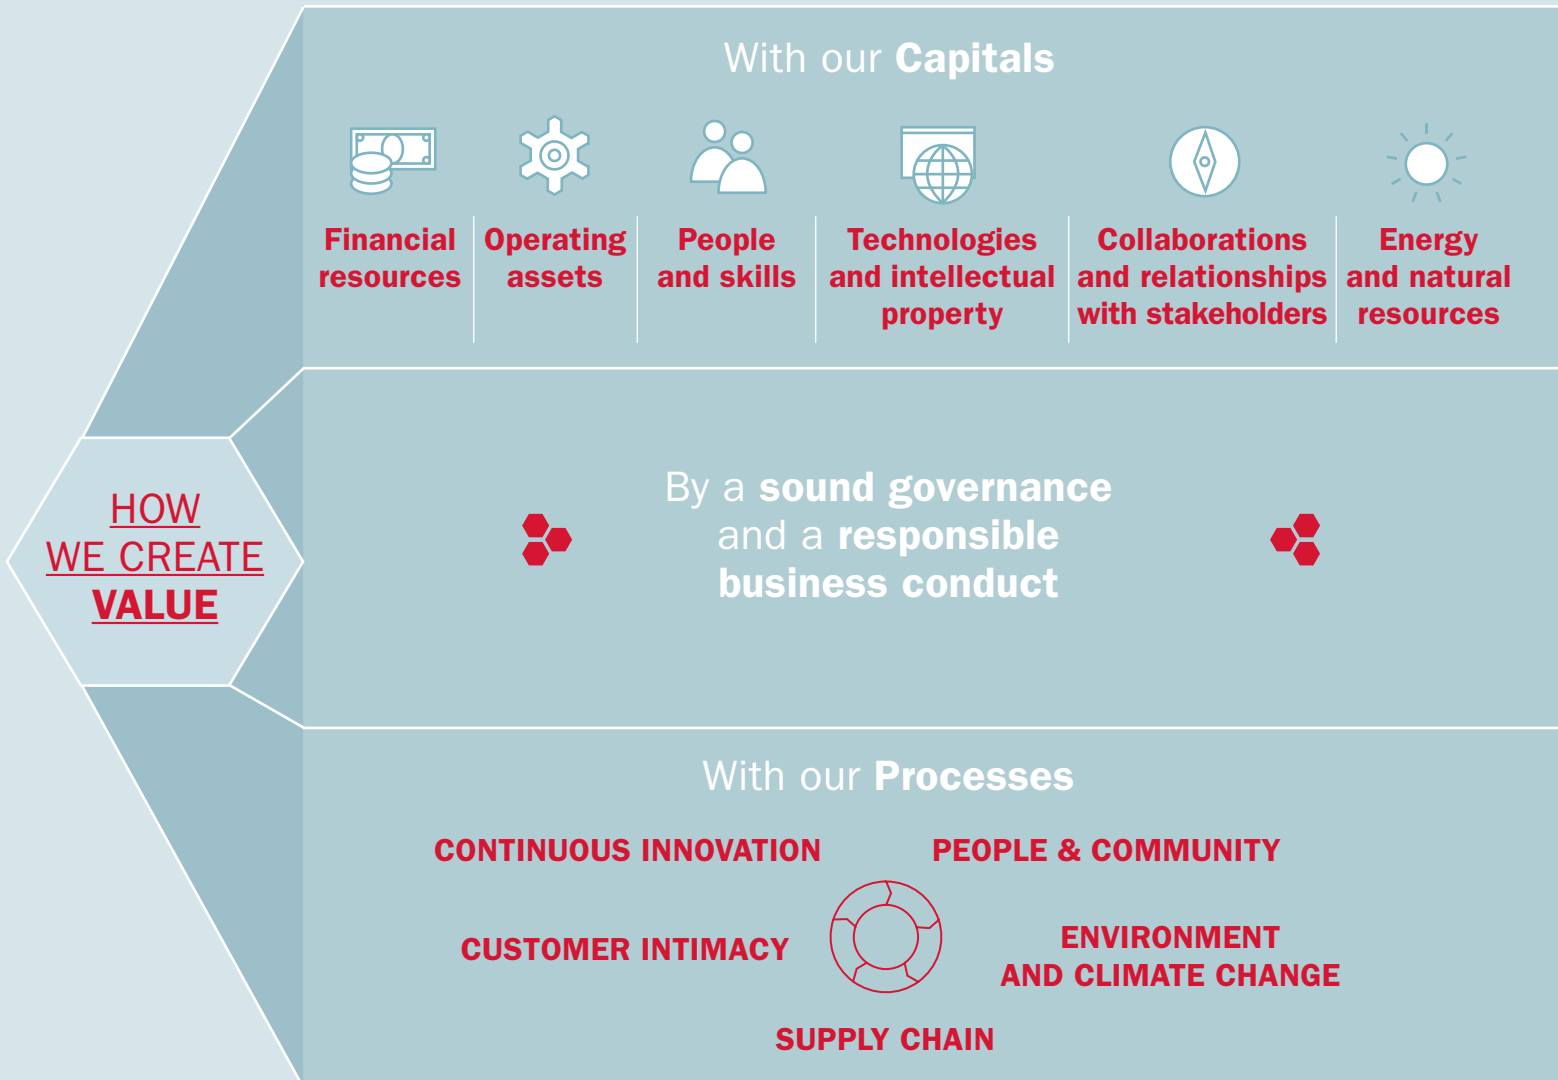 With our Capitals
Financial
resources
Operating
assets
People
and skills
Technologies
and intellectual
property
Collaborations
and relationships
with stakeholders
Energy
and natural
resources
HOW
WE CREATE
VALUE
By a sound governance
and a responsible
business conduct
With our Processes
CONTINUOUS INNOVATION
PEOPLE & COMMUNITY
CUSTOMER INTIMACY
ENVIRONMENT
AND CLIMATE CHANGE
SUPPLY CHAIN